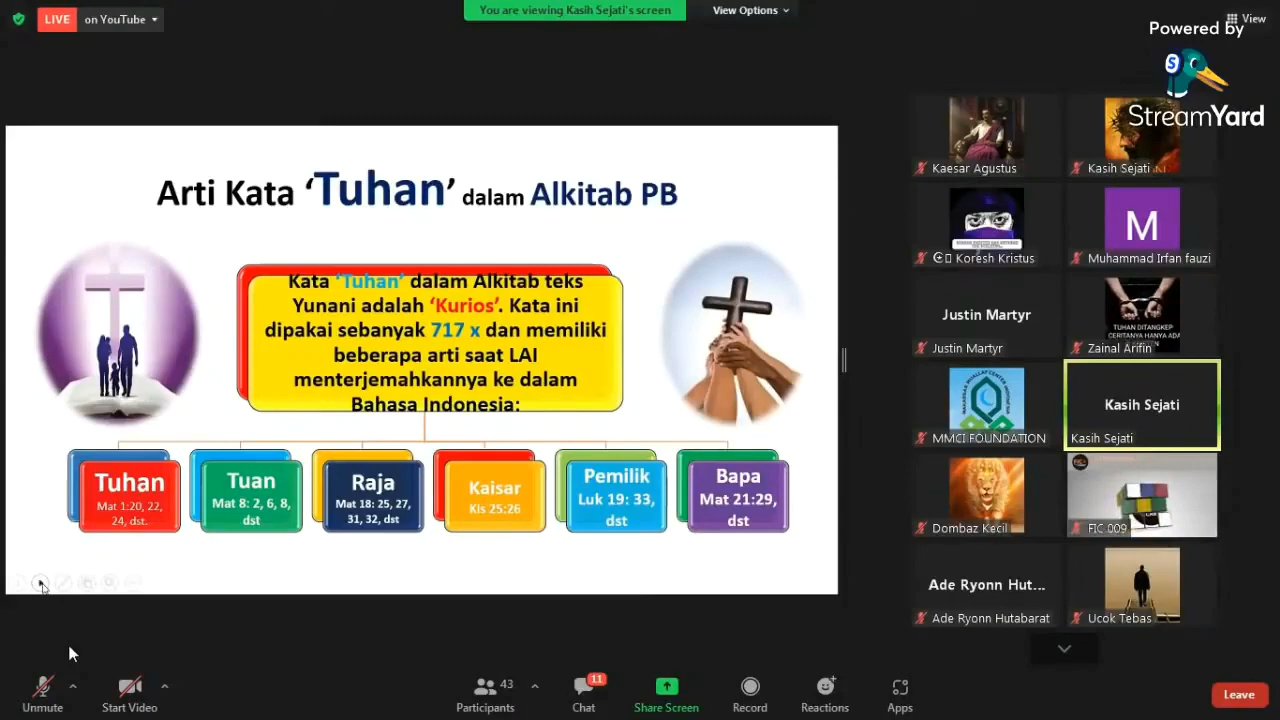 LIVE
on YouTube
You are viewing Kasih Sejati's screen
View Options
View
Powered by
StreamYard
Arti Kata ‘Tuhan’ dalam Alkitab PB
Kata ‘Tuhan’ dalam Alkitab teks
Yunani adalah ‘Kurios’. Kata ini
dipakai sebanyak 717 x dan memiliki
beberapa arti saat LAI
menterjemahkannya ke dalam
Bahasa Indonesia:
Tuhan
Mat 1:20, 22,
24, dst.
Tuan
Mat 8: 2, 6, 8,
dst
Raja
Mat 18: 25, 27,
31, 32, dst
Kaisar
Kis 25:26
Pemilik
Luk 19: 33,
dst
Bapa
Mat 21:29,
dst
Kaesar Agustus
Kasih Sejati
Koresh Kristus
M
Muhammad Irfan fauzi
Justin Martyr
Justin Martyr
TUHAN DITANGKEP
CERITANYA HANYA ADA
Zainal Arifin
MMCI FOUNDATION
Kasih Sejati
Kasih Sejati
Dombaz Kecil
FIC 009
Ade Ryonn Hut...
Ade Ryonn Hutabarat
Ucok Tebas
Unmute
Start Video
43
Participants
11
Chat
Share Screen
Record
Reactions
Apps
Leave